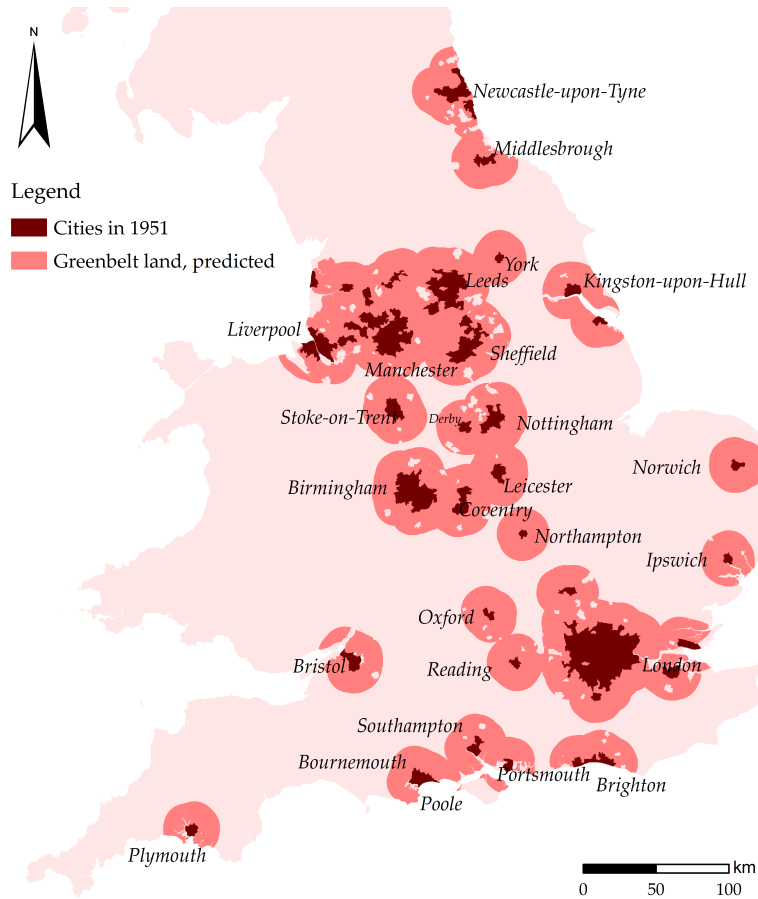 N
Newcastle-upon-Tyne
Middlesbrough
Legend
Cities in 1951
Greenbelt land, predicted
York
Leeds
Kingston-upon-Hull
Liverpool
Sheffield
Manchester
Stoke-on-Trent
Derby
Nottingham
Norwich
Birmingham
Leicester
Coventry
Northampton
Ipswich
Oxford
Bristol
Reading
London
Southampton
Bournemouth
Portsmouth
Brighton
Poole
Plymouth
km
0 50 100